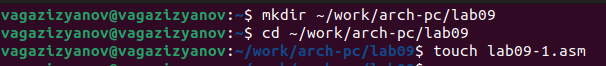 vagazizyanov@vagazizyanov:~$ mkdir ~/work/arch-pc/lab09
vagazizyanov@vagazizyanov:~$ cd ~/work/arch-pc/lab09
vagazizyanov@vagazizyanov:~/work/arch-pc/lab09$ touch lab09-1.asm